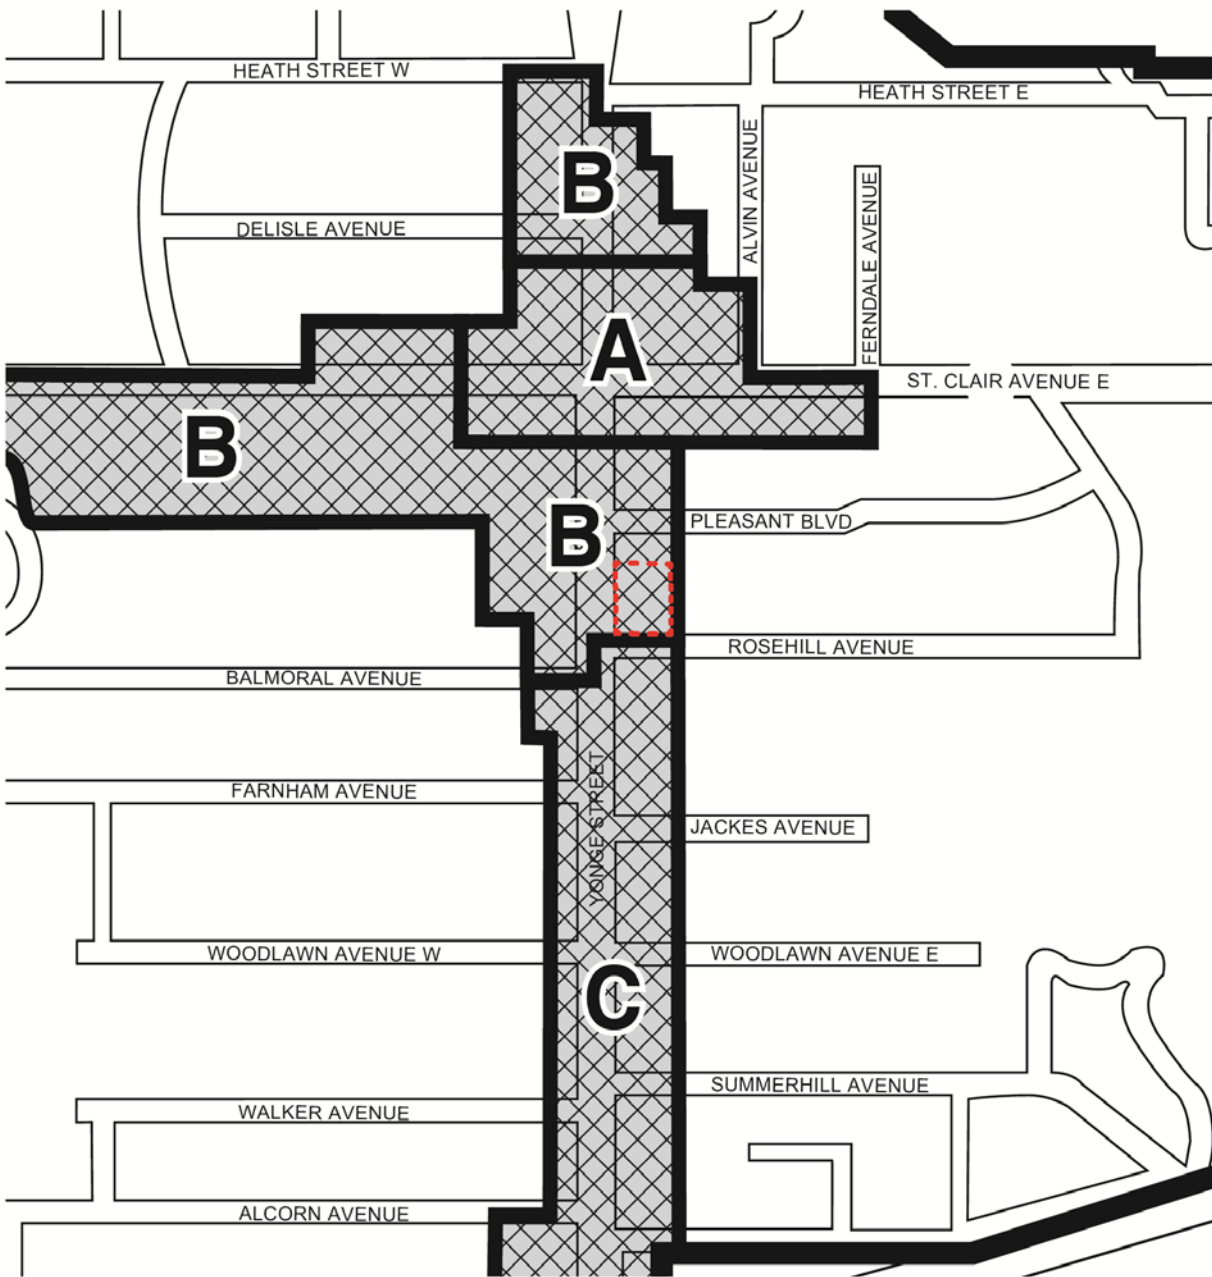 HEATH STREET W
HEATH STREET E
ALVIN AVENUE
B
FERNDALE AVENUE
DELISLE AVENUE
A
ST. CLAIR AVENUE E
B
B
PLEASANT BLVD
ROSEHILL AVENUE
BALMORAL AVENUE
YONGE STREET
FARNHAM AVENUE
JACKES AVENUE
WOODLAWN AVENUE W
WOODLAWN AVENUE E
C
SUMMERHILL AVENUE
WALKER AVENUE
ALCORN AVENUE